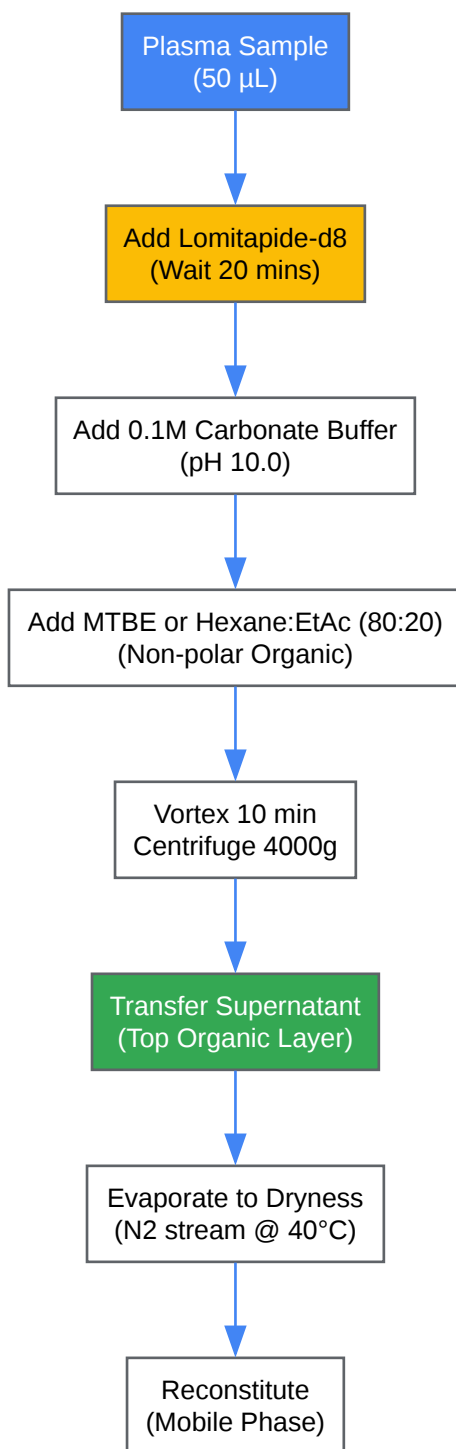 Plasma Sample
(50 µL)
Add Lomitapide-d8
(Wait 20 mins)
Add 0.1M Carbonate Buffer
(pH 10.0)
Add MTBE or Hexane:EtAc (80:20)
(Non-polar Organic)
Vortex 10 min
Centrifuge 4000g
Transfer Supernatant
(Top Organic Layer)
Evaporate to Dryness
(N2 stream @ 40°C)
Reconstitute
(Mobile Phase)